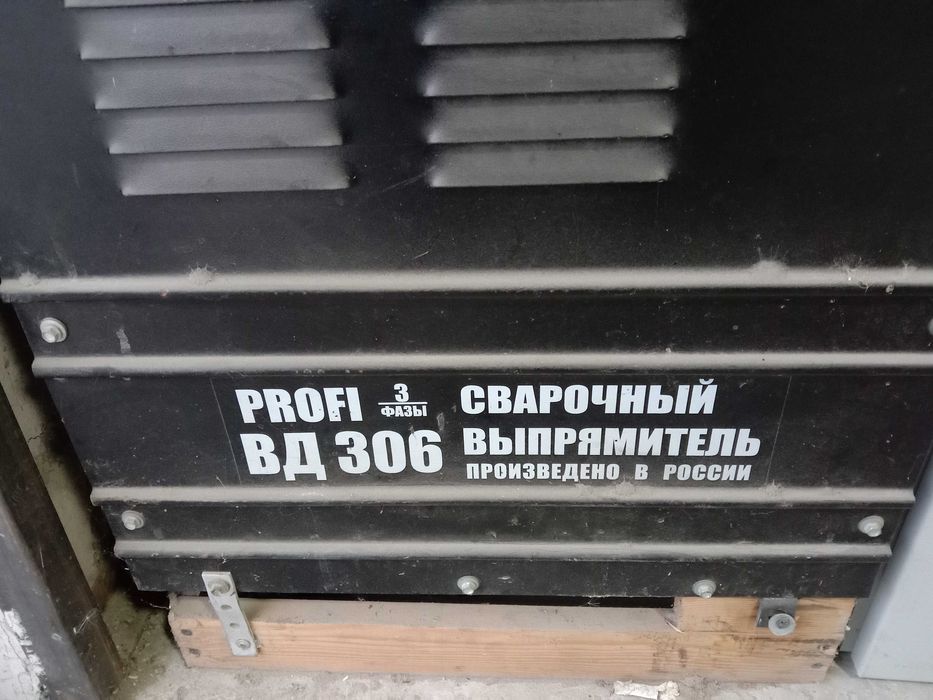 PROFI 3 ФАЗЫ
ВД 306
СВАРОЧНЫЙ
ВЫПРЯМИТЕЛЬ
ПРОИЗВЕДЕНО В РОССИИ